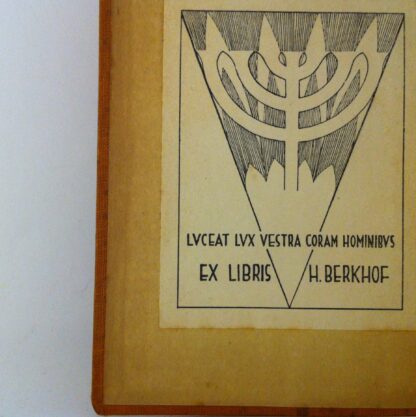 LVCEAT LVX VESTRA CORAM HOMINIBVS
EX LIBRIS H. BERKHOF